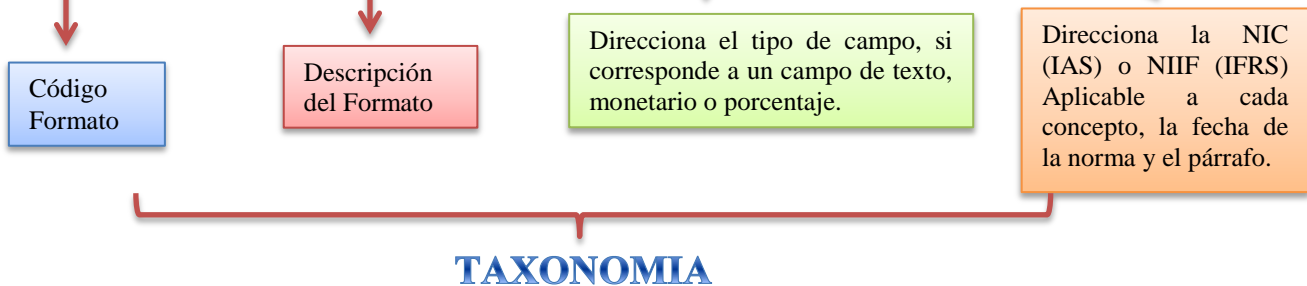 Código
Formato
Descripción
del Formato
Direcciona el tipo de campo, si
corresponde a un campo de texto,
monetario o porcentaje.
Direcciona la NIC
(IAS) o NIIF (IFRS)
Aplicable a cada
concepto, la fecha de
la norma y el párrafo.
TAXONOMIA